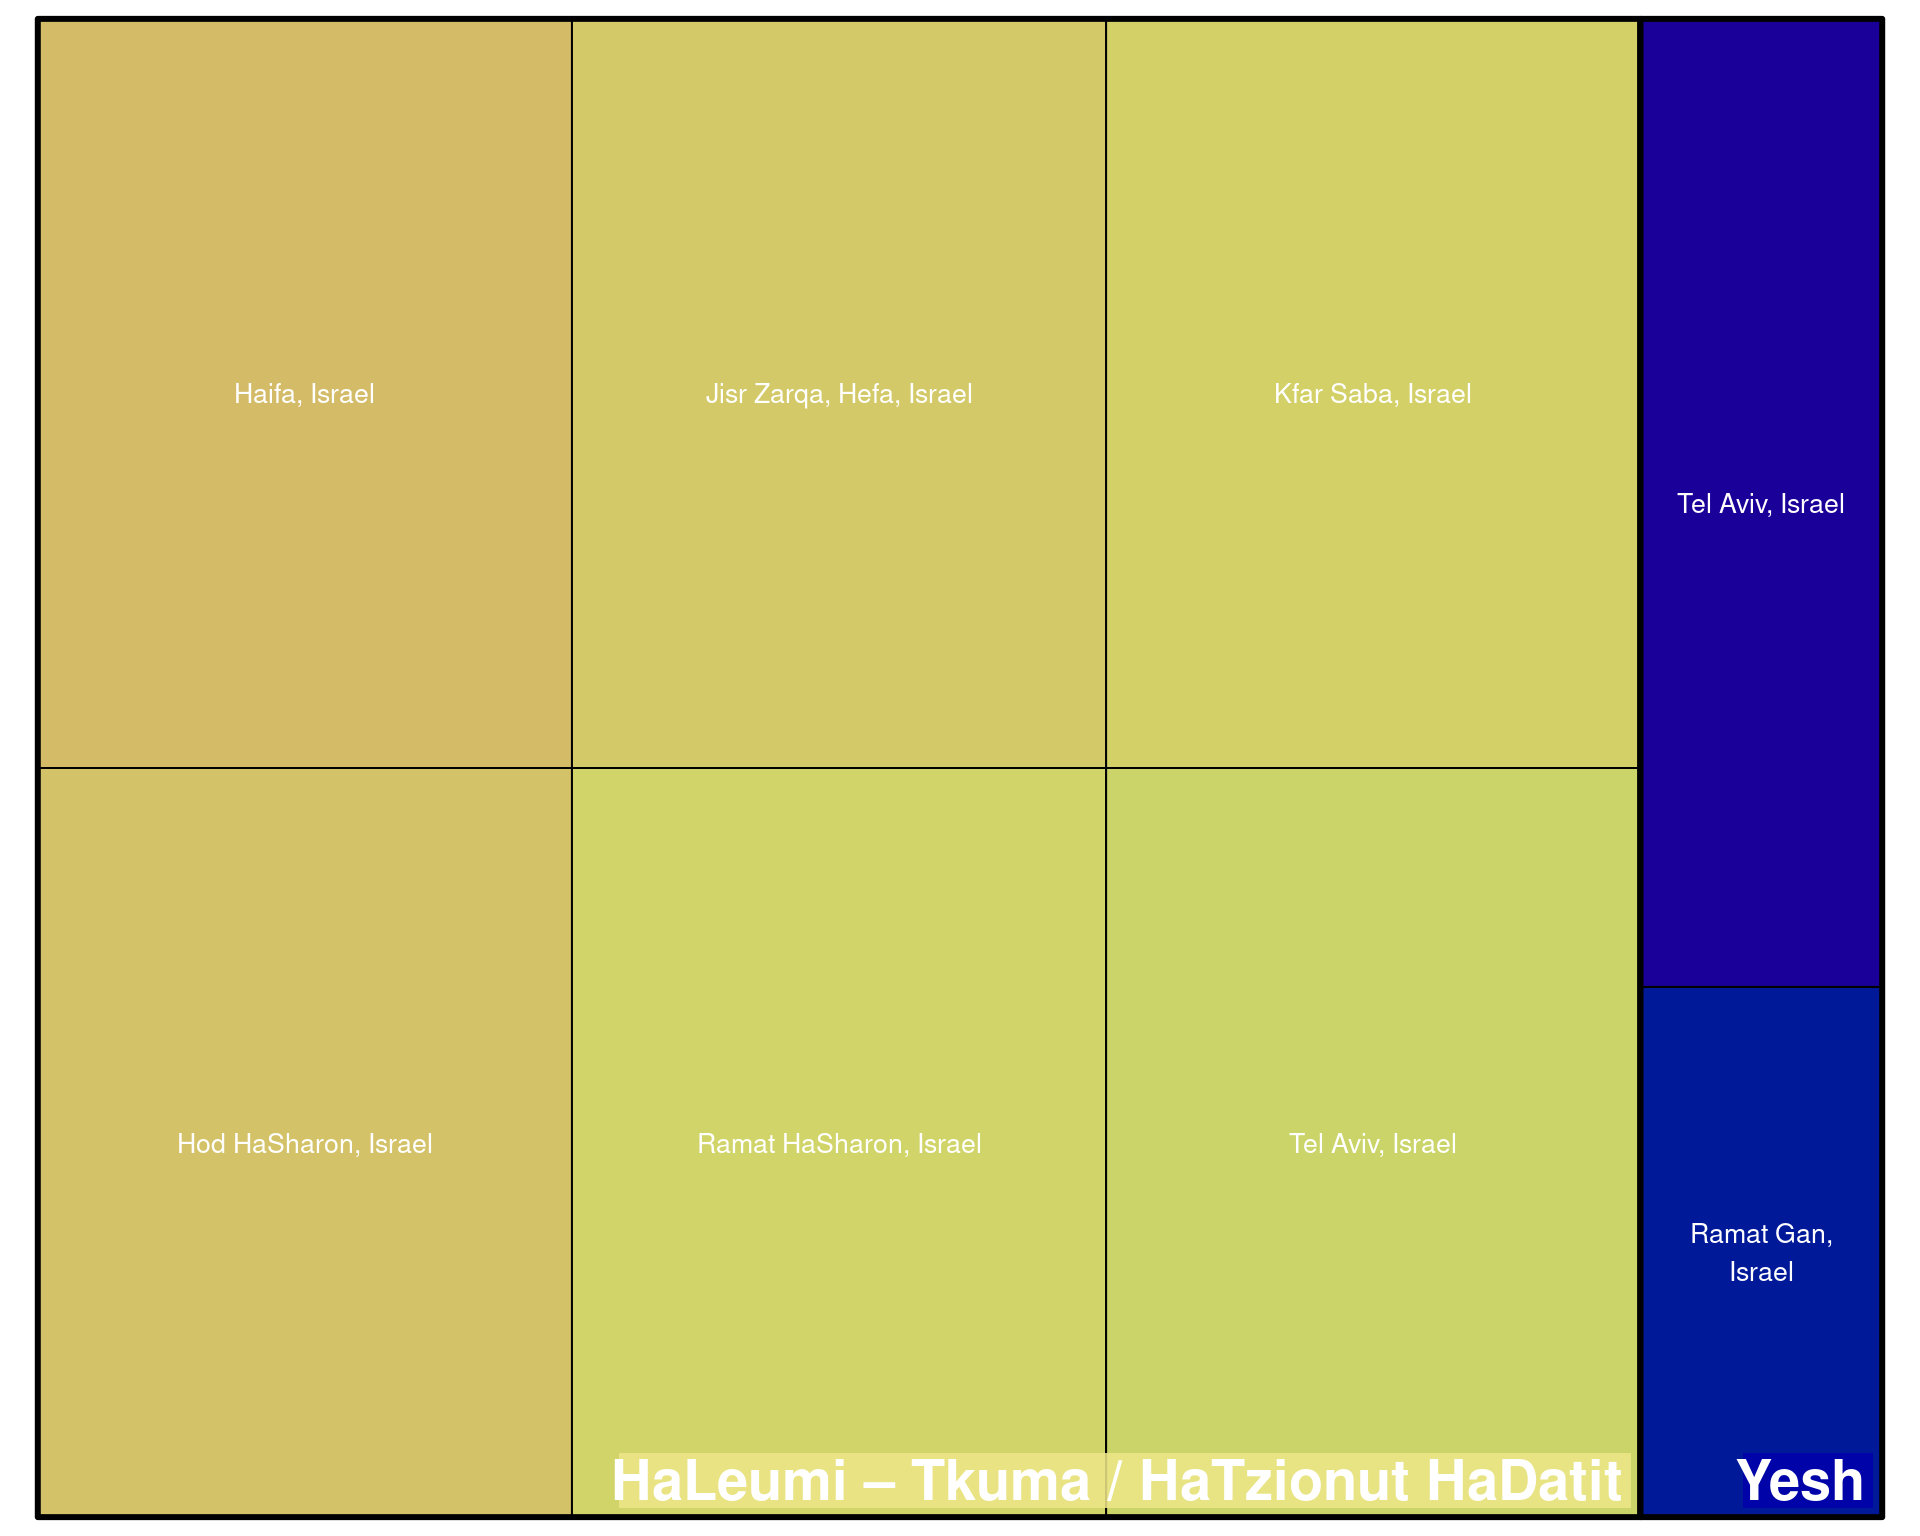 Haifa, Israel
Jisr Zarqa, Hefa, Israel
Kfar Saba, Israel
Tel Aviv, Israel
Hod HaSharon, Israel
Ramat HaSharon, Israel
Tel Aviv, Israel
Ramat Gan,
Israel
HaLeumi – Tkuma / HaTzionut HaDatit
Yesh